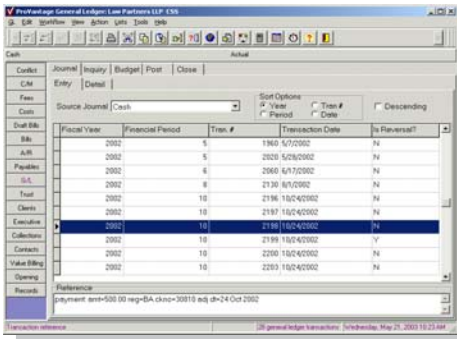 ProVantage General Ledger: Law Partners LLP CSS
G. Edit Workflow View Action Lists Tools Help
Cash Actual
Conflict
C/M
Fees
Costs
Draft Bills
Bills
A/R
Payables
G/L
Trust
Clients
Executive
Collections
Contacts
Value Billing
Opening
Records
Journal Inquiry Budget Post Close
Entry Detail
Source Journal Cash
Sort Options
Year Tran # Descending
Period Date
Fiscal Year Financial Period Tran. # Transaction Date Is Reversal?
2002 5 1960 5/7/2002 N
2002 5 2020 5/28/2002 N
2002 6 2060 6/17/2002 N
2002 8 2130 8/1/2002 N
2002 10 2196 10/24/2002 N
2002 10 2197 10/24/2002 N
2002 10 2198 10/24/2002 N
2002 10 2199 10/24/2002 Y
2002 10 2200 10/24/2002 N
2002 10 2203 10/24/2002 N
Reference
payment amt=500.00 reg=BA ckno=30810 adj dt=24 Oct 2002
Transaction reference 28 general ledger transactions Wednesday, May 21, 2003 10:23 AM